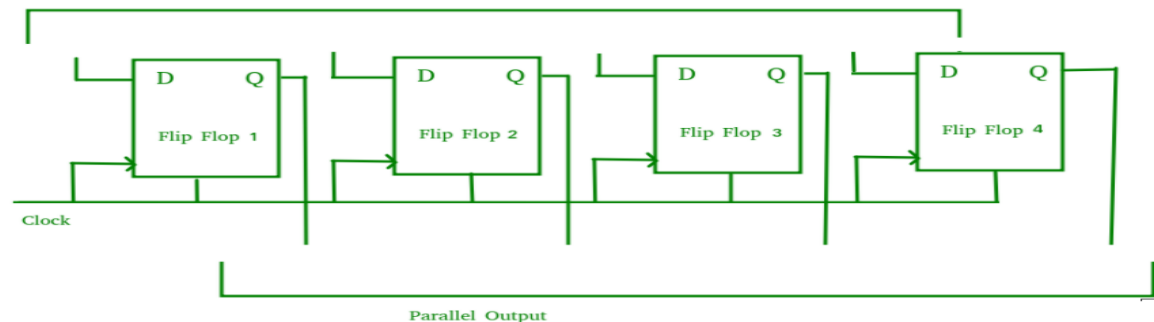 D Q D Q D Q D Q
Flip Flop 1 Flip Flop 2 Flip Flop 3 Flip Flop 4
Clock
Parallel Output